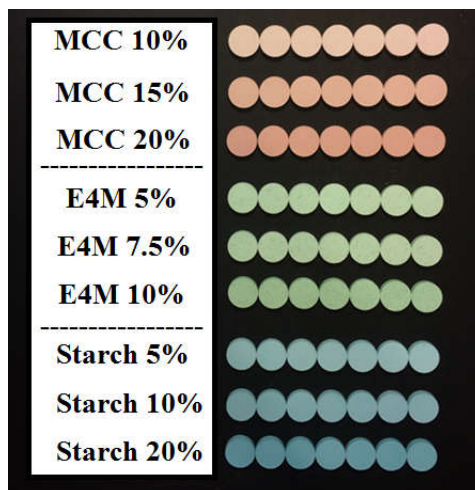 MCC 10%
MCC 15%
MCC 20%
E4M 5%
E4M 7.5%
E4M 10%
Starch 5%
Starch 10%
Starch 20%